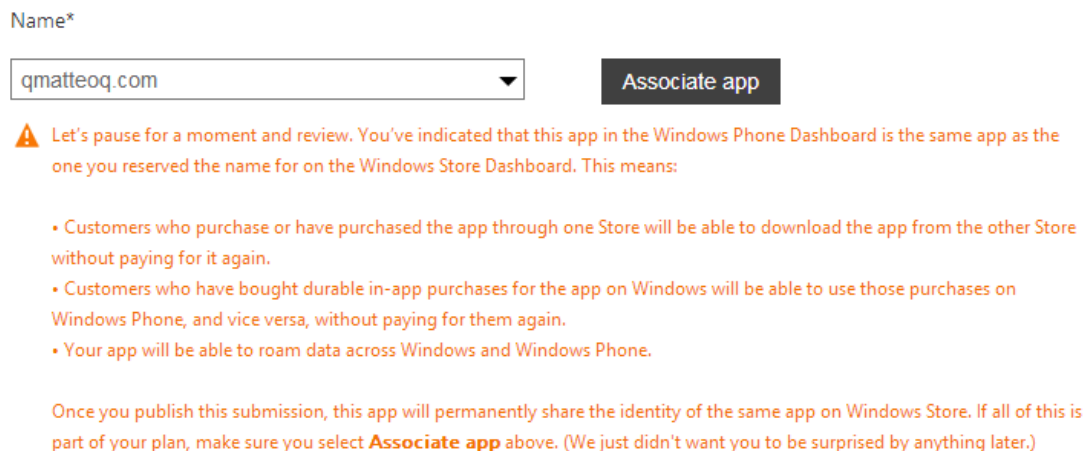 Name*
qmatteoq.com
Associate app
Let's pause for a moment and review. You've indicated that this app in the Windows Phone Dashboard is the same app as the
one you reserved the name for on the Windows Store Dashboard. This means:
• Customers who purchase or have purchased the app through one Store will be able to download the app from the other Store
without paying for it again.
• Customers who have bought durable in-app purchases for the app on Windows will be able to use those purchases on
Windows Phone, and vice versa, without paying for them again.
• Your app will be able to roam data across Windows and Windows Phone.
Once you publish this submission, this app will permanently share the identity of the same app on Windows Store. If all of this is
part of your plan, make sure you select Associate app above. (We just didn't want you to be surprised by anything later.)